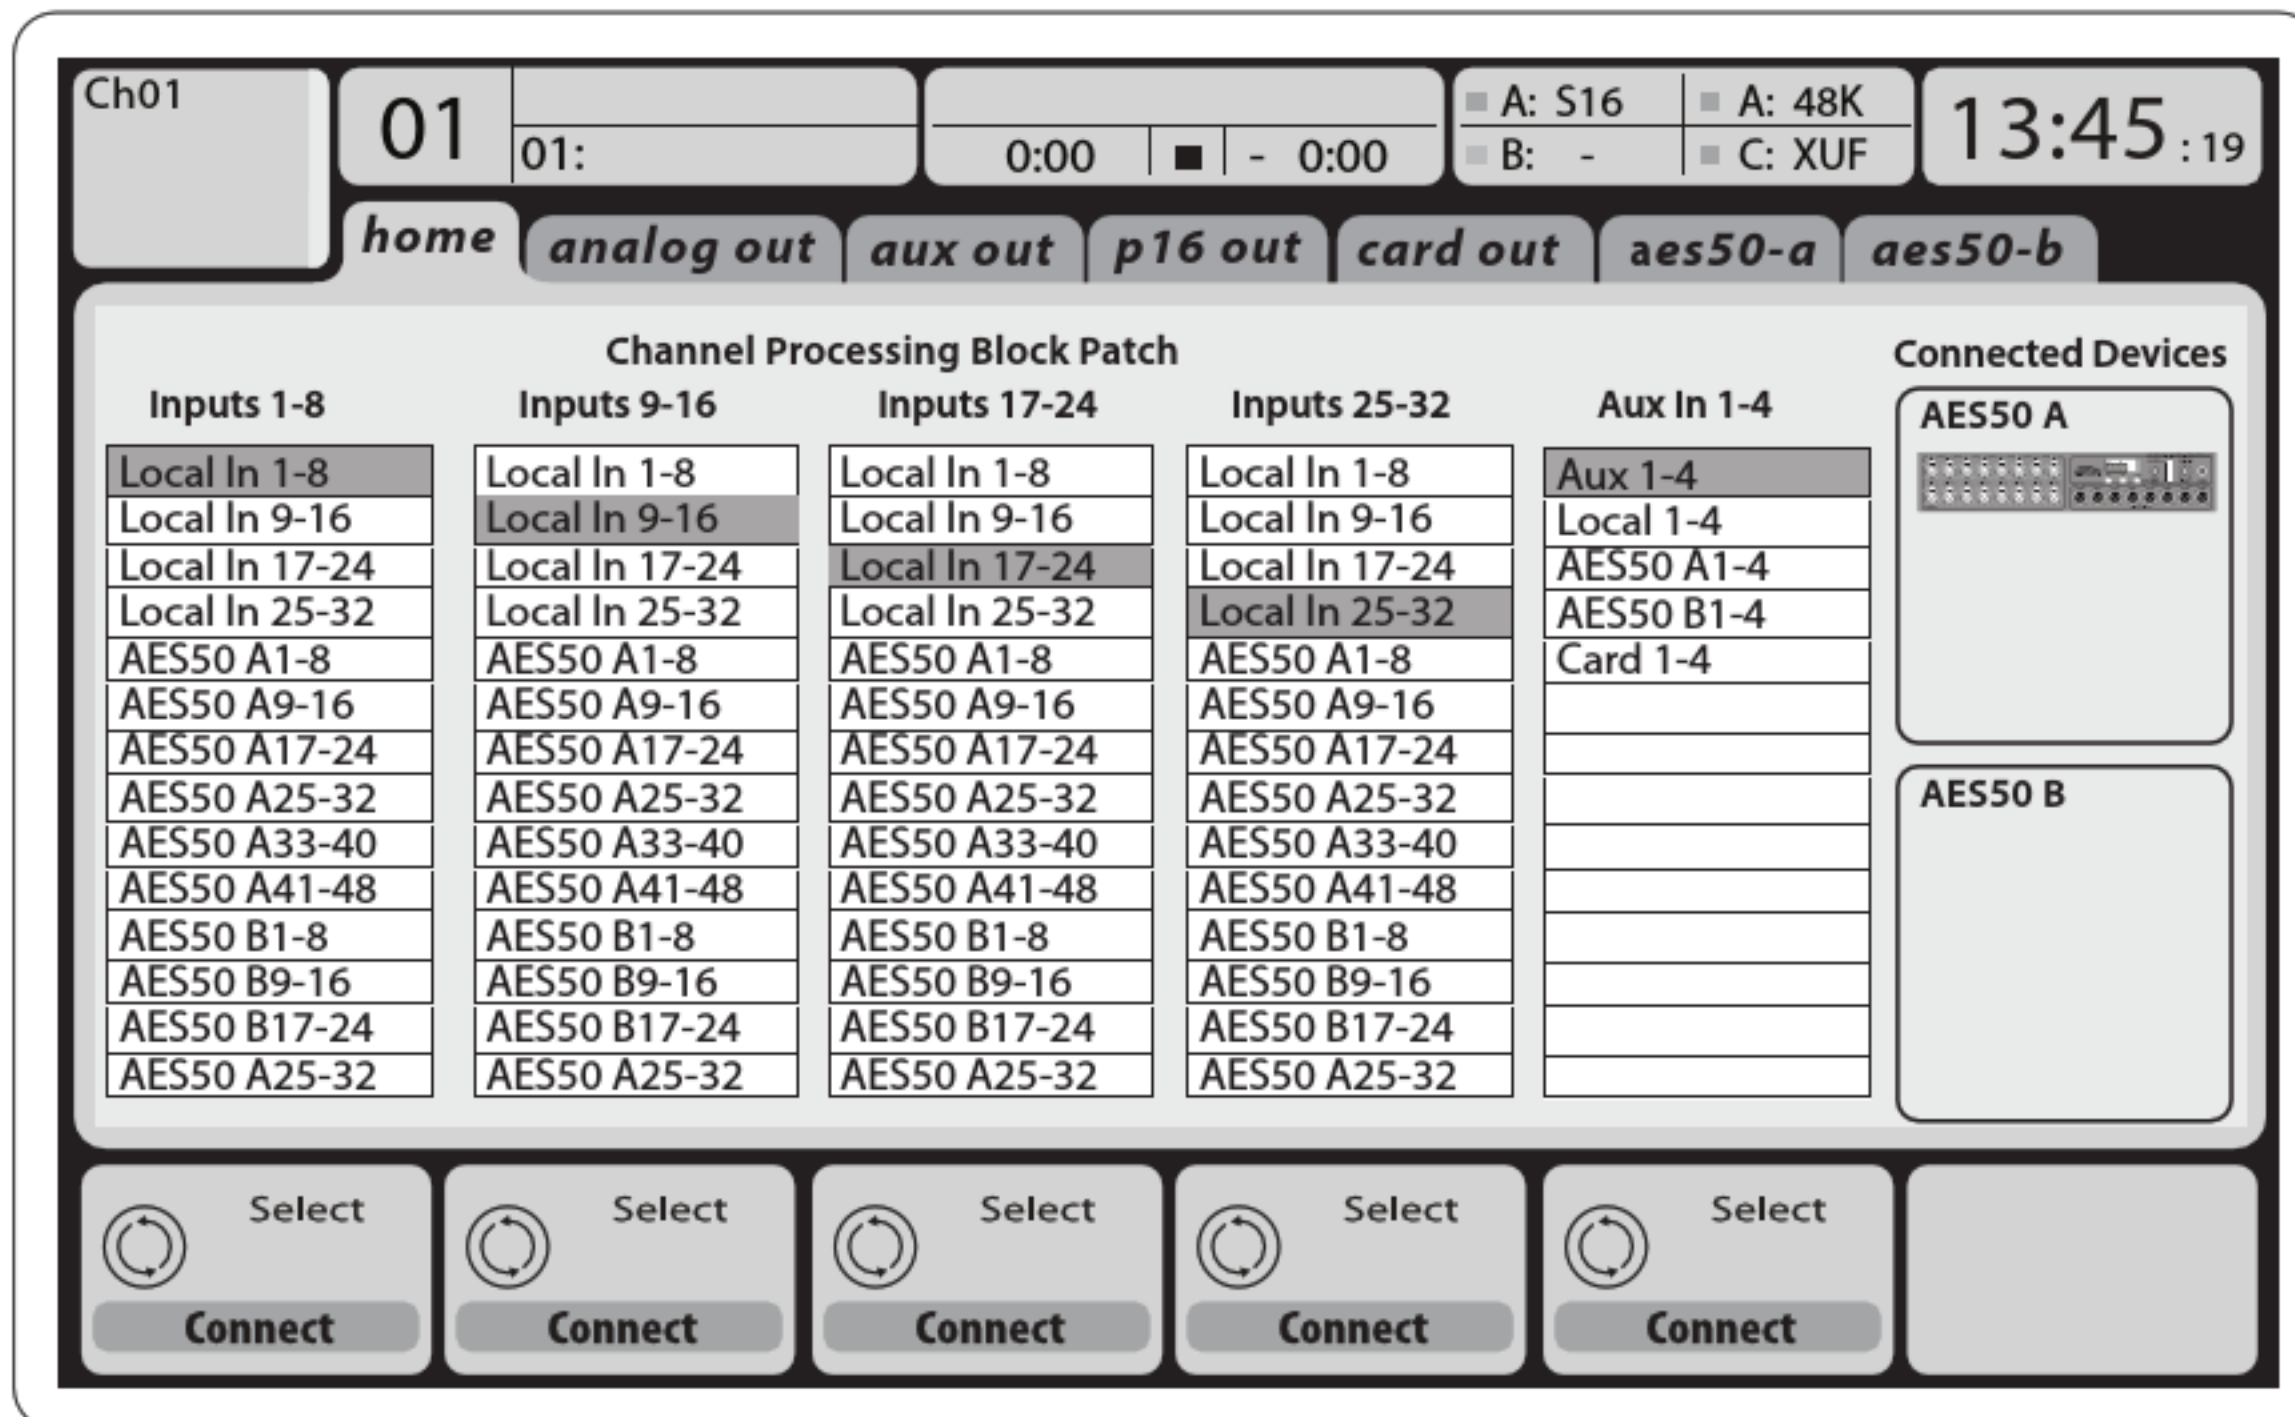 Ch01
01
01:
0:00 - 0:00
A: S16
A: 48K
B: -
C: XUF
13:45 : 19
home analog out aux out p16 out card out aes50-a aes50-b
Channel Processing Block Patch
Connected Devices
Inputs 1-8 Inputs 9-16 Inputs 17-24 Inputs 25-32 Aux In 1-4
AES50 A
Local In 1-8 Local In 1-8 Local In 1-8 Local In 1-8 Aux 1-4
Local In 9-16 Local In 9-16 Local In 9-16 Local In 9-16 Local 1-4
Local In 17-24 Local In 17-24 Local In 17-24 Local In 17-24 AES50 A1-4
Local In 25-32 Local In 25-32 Local In 25-32 Local In 25-32 AES50 B1-4
AES50 A1-8 AES50 A1-8 AES50 A1-8 AES50 A1-8 Card 1-4
AES50 A9-16 AES50 A9-16 AES50 A9-16 AES50 A9-16
AES50 A17-24 AES50 A17-24 AES50 A17-24 AES50 A17-24
AES50 A25-32 AES50 A25-32 AES50 A25-32 AES50 A25-32
AES50 B
AES50 A33-40 AES50 A33-40 AES50 A33-40 AES50 A33-40
AES50 A41-48 AES50 A41-48 AES50 A41-48 AES50 A41-48
AES50 B1-8 AES50 B1-8 AES50 B1-8 AES50 B1-8
AES50 B9-16 AES50 B9-16 AES50 B9-16 AES50 B9-16
AES50 B17-24 AES50 B17-24 AES50 B17-24 AES50 B17-24
AES50 A25-32 AES50 A25-32 AES50 A25-32 AES50 A25-32
Select Select Select Select Select
Connect Connect Connect Connect Connect